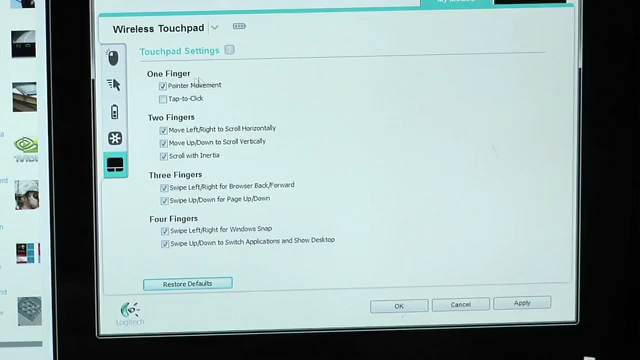 Wireless Touchpad
Touchpad Settings
One Finger
Pointer Movement
Tap-to-Click
Two Fingers
Move Left/Right to Scroll Horizontally
Move Up/Down to Scroll Vertically
Scroll with Inertia
Three Fingers
Swipe Left/Right for Browser Back/Forward
Swipe Up/Down for Page Up/Down
Four Fingers
Swipe Left/Right for Windows Snap
Swipe Up/Down to Switch Applications and Show Desktop
Restore Defaults
OK
Cancel
Apply
Logitech